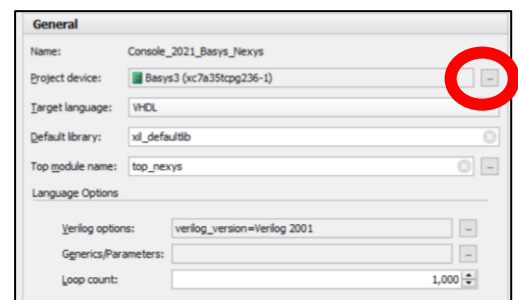 General
Name: Console_2021_Basys_Nexys
Project device: Basys3 (xc7a35tcpg236-1)
Target language: VHDL
Default library: xil_defaultlib
Top module name: top_nexys
Language Options
Verilog options: verilog_version=Verilog 2001
Generics/Parameters:
Loop count: 1,000